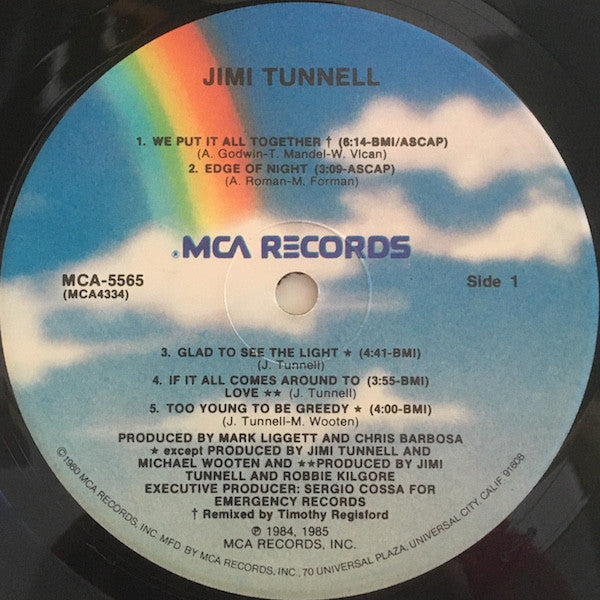 JIMI TUNNELL
1. WE PUT IT ALL TOGETHER † (6:14-BMI/ASCAP)
(A. Godwin-T. Mandel-W. Vican)
2. EDGE OF NIGHT (3:09-ASCAP)
(A. Roman-M. Forman)
®MCA RECORDS
MCA-5565
(MCA4334)
Side 1
3. GLAD TO SEE THE LIGHT ★ (4:41-BMI)
(J. Tunnell)
4. IF IT ALL COMES AROUND TO (3:55-BMI)
LOVE ★★ (J. Tunnell)
5. TOO YOUNG TO BE GREEDY ★ (4:00-BMI)
(J. Tunnell-M. Wooten)
PRODUCED BY MARK LIGGETT AND CHRIS BARBOSA
★ except PRODUCED BY JIMI TUNNELL AND
MICHAEL WOOTEN AND ★★PRODUCED BY JIMI
TUNNELL AND ROBBIE KILGORE
EXECUTIVE PRODUCER: SERGIO COSSA FOR
EMERGENCY RECORDS
† Remixed by Timothy Regisford
℗ 1984, 1985
MCA RECORDS, INC.
©1980 MCA RECORDS, INC. MFD BY MCA RECORDS, INC., 70 UNIVERSAL PLAZA, UNIVERSAL CITY, CALIF. 91608